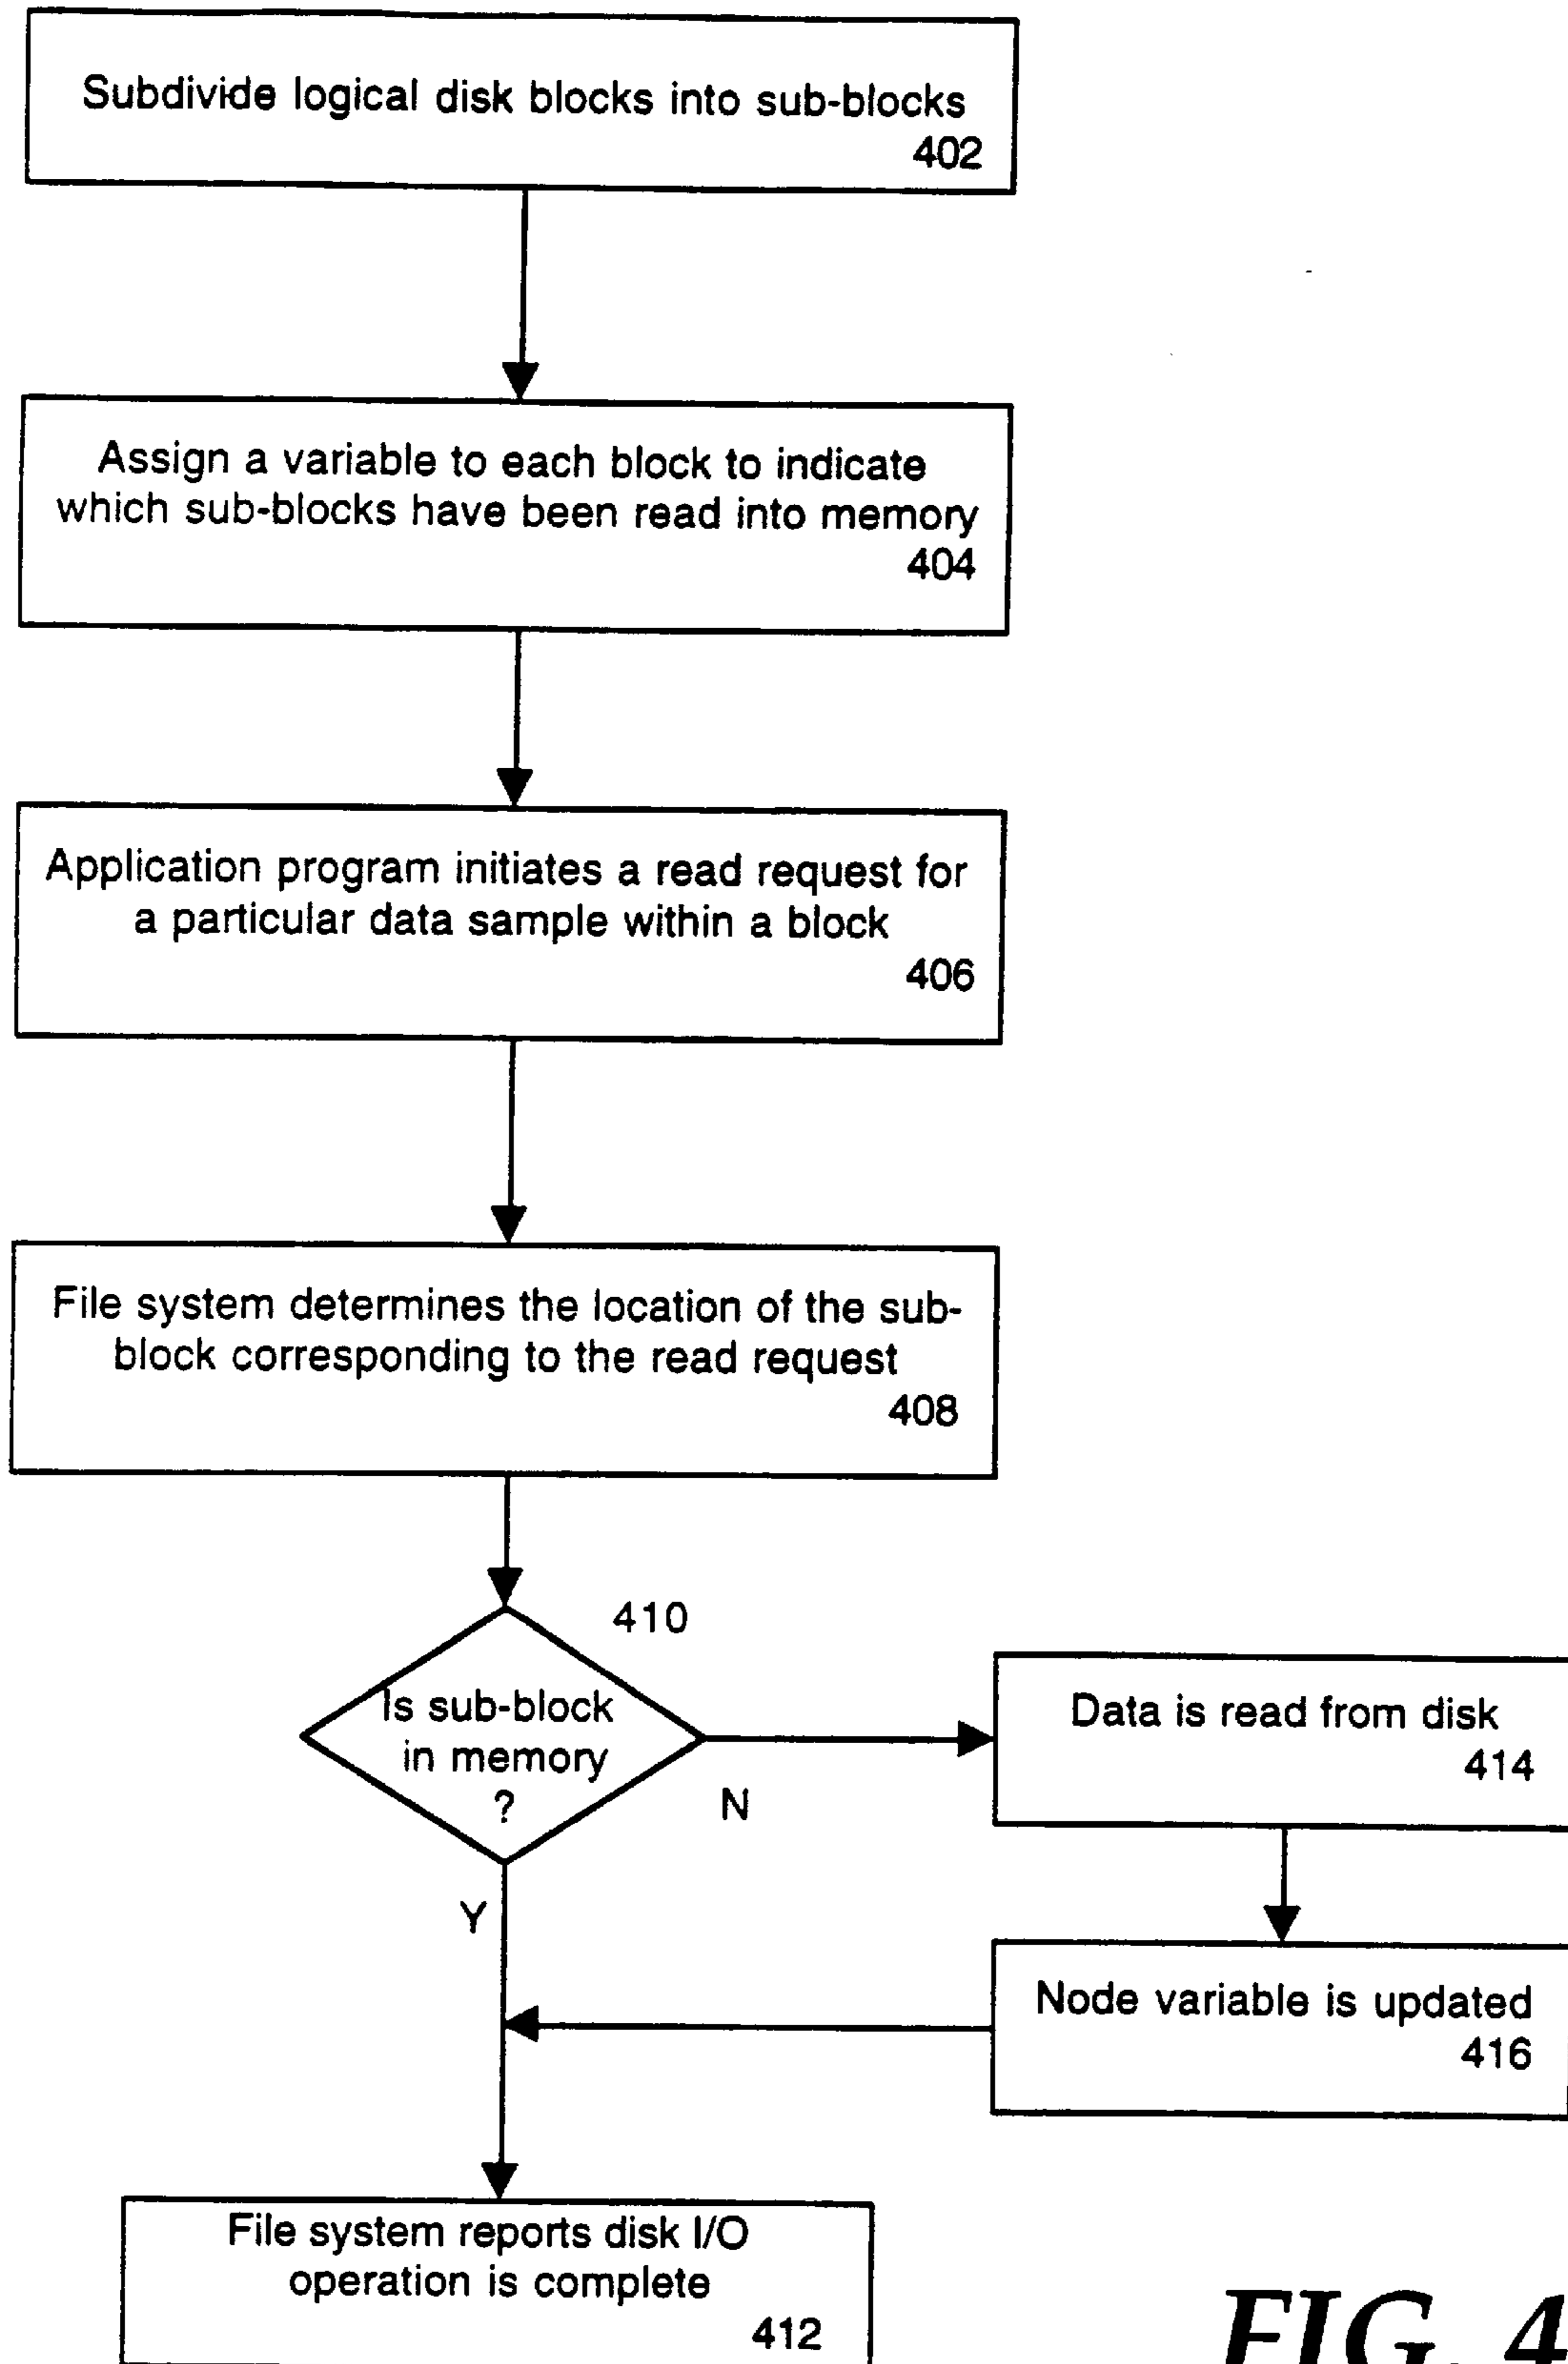 Subdivide logical disk blocks into sub-blocks
402
Assign a variable to each block to indicate
which sub-blocks have been read into memory
404
Application program initiates a read request for
a particular data sample within a block
406
File system determines the location of the sub-
block corresponding to the read request
408
410
Is sub-block
in memory
?
N
Y
Data is read from disk
414
Node variable is updated
416
File system reports disk I/O
operation is complete
412
FIG. 4